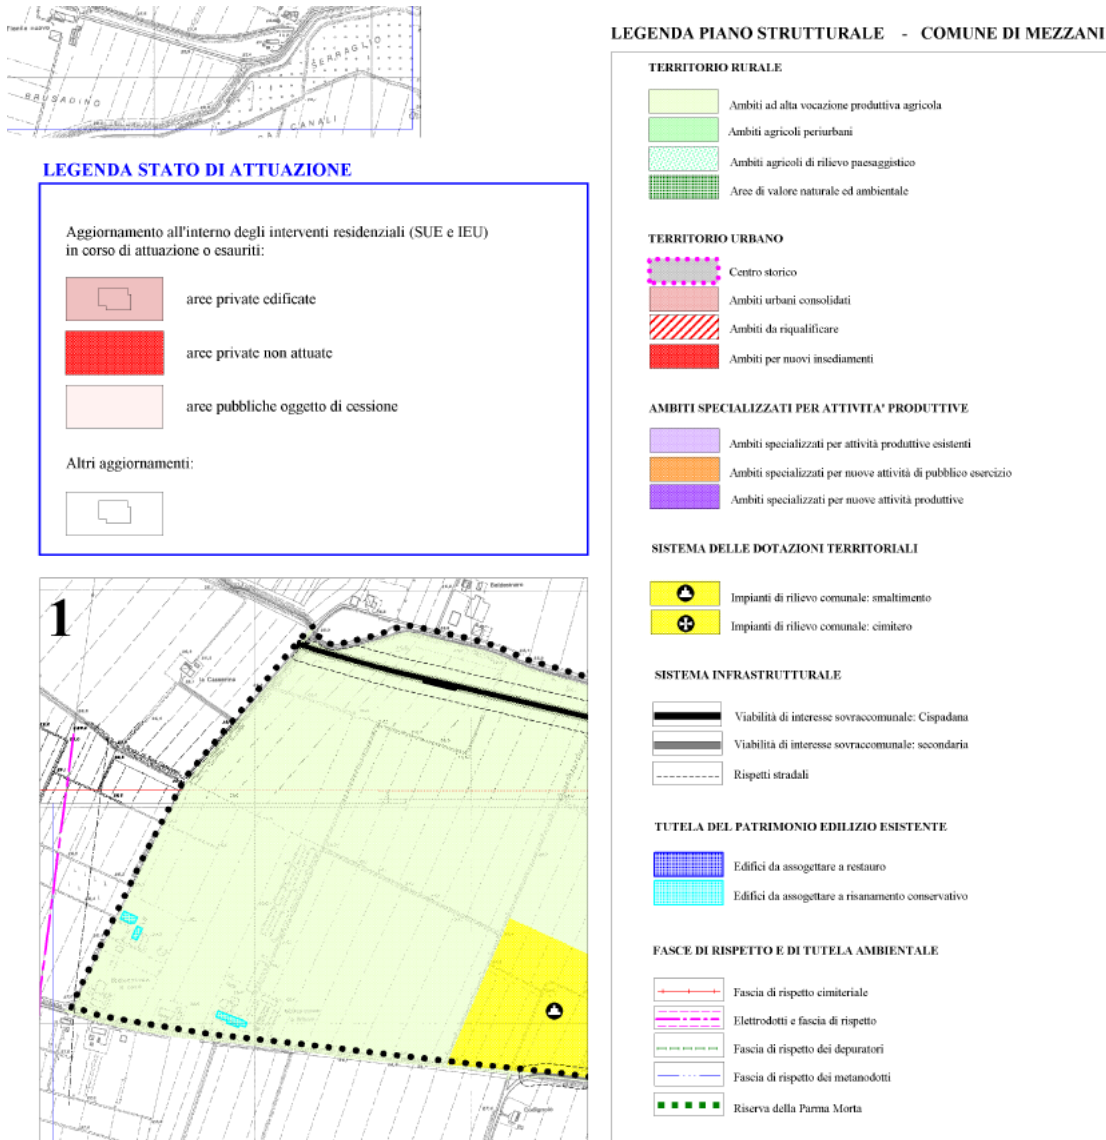 SERRAGLIO
BRUSADINO
CANALI
LEGENDA STATO DI ATTUAZIONE
Aggiornamento all'interno degli interventi residenziali (SUE e IEU)
in corso di attuazione o esauriti:
aree private edificate
aree private non attuate
aree pubbliche oggetto di cessione
Altri aggiornamenti:
1
LEGENDA PIANO STRUTTURALE - COMUNE DI MEZZANI
TERRITORIO RURALE
Ambiti ad alta vocazione produttiva agricola
Ambiti agricoli periurbani
Ambiti agricoli di rilievo paesaggistico
Aree di valore naturale ed ambientale
TERRITORIO URBANO
Centro storico
Ambiti urbani consolidati
Ambiti da riqualificare
Ambiti per nuovi insediamenti
AMBITI SPECIALIZZATI PER ATTIVITA' PRODUTTIVE
Ambiti specializzati per attività produttive esistenti
Ambiti specializzati per nuove attività di pubblico esercizio
Ambiti specializzati per nuove attività produttive
SISTEMA DELLE DOTAZIONI TERRITORIALI
Impianti di rilievo comunale: smaltimento
Impianti di rilievo comunale: cimitero
SISTEMA INFRASTRUTTURALE
Viabilità di interesse sovraccomunale: Cispadana
Viabilità di interesse sovraccomunale: secondaria
Rispetti stradali
TUTELA DEL PATRIMONIO EDILIZIO ESISTENTE
Edifici da assogettare a restauro
Edifici da assogettare a risanamento conservativo
FASCE DI RISPETTO E DI TUTELA AMBIENTALE
Fascia di rispetto cimiteriale
Elettrodotti e fascia di rispetto
Fascia di rispetto dei depuratori
Fascia di rispetto dei metanodotti
Riserva della Parma Morta